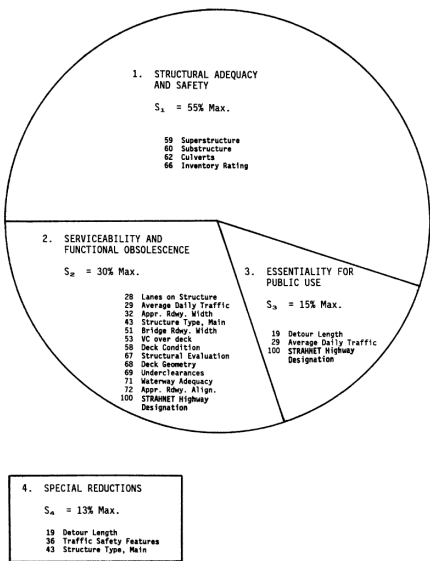 1. STRUCTURAL ADEQUACY
AND SAFETY
S₁ = 55% Max.
59 Superstructure
60 Substructure
62 Culverts
66 Inventory Rating
2. SERVICEABILITY AND
FUNCTIONAL OBSOLESCENCE
S₂ = 30% Max.
28 Lanes on Structure
29 Average Daily Traffic
32 Appr. Rdwy. Width
43 Structure Type, Main
51 Bridge Rdwy. Width
53 VC over deck
58 Deck Condition
67 Structural Evaluation
68 Deck Geometry
69 Underclearances
71 Waterway Adequacy
72 Appr. Rdwy. Align.
100 STRAHNET Highway
Designation
3. ESSENTIALITY FOR
PUBLIC USE
S₃ = 15% Max.
19 Detour Length
29 Average Daily Traffic
100 STRAHNET Highway
Designation
4. SPECIAL REDUCTIONS
S₄ = 13% Max.
19 Detour Length
36 Traffic Safety Features
43 Structure Type, Main